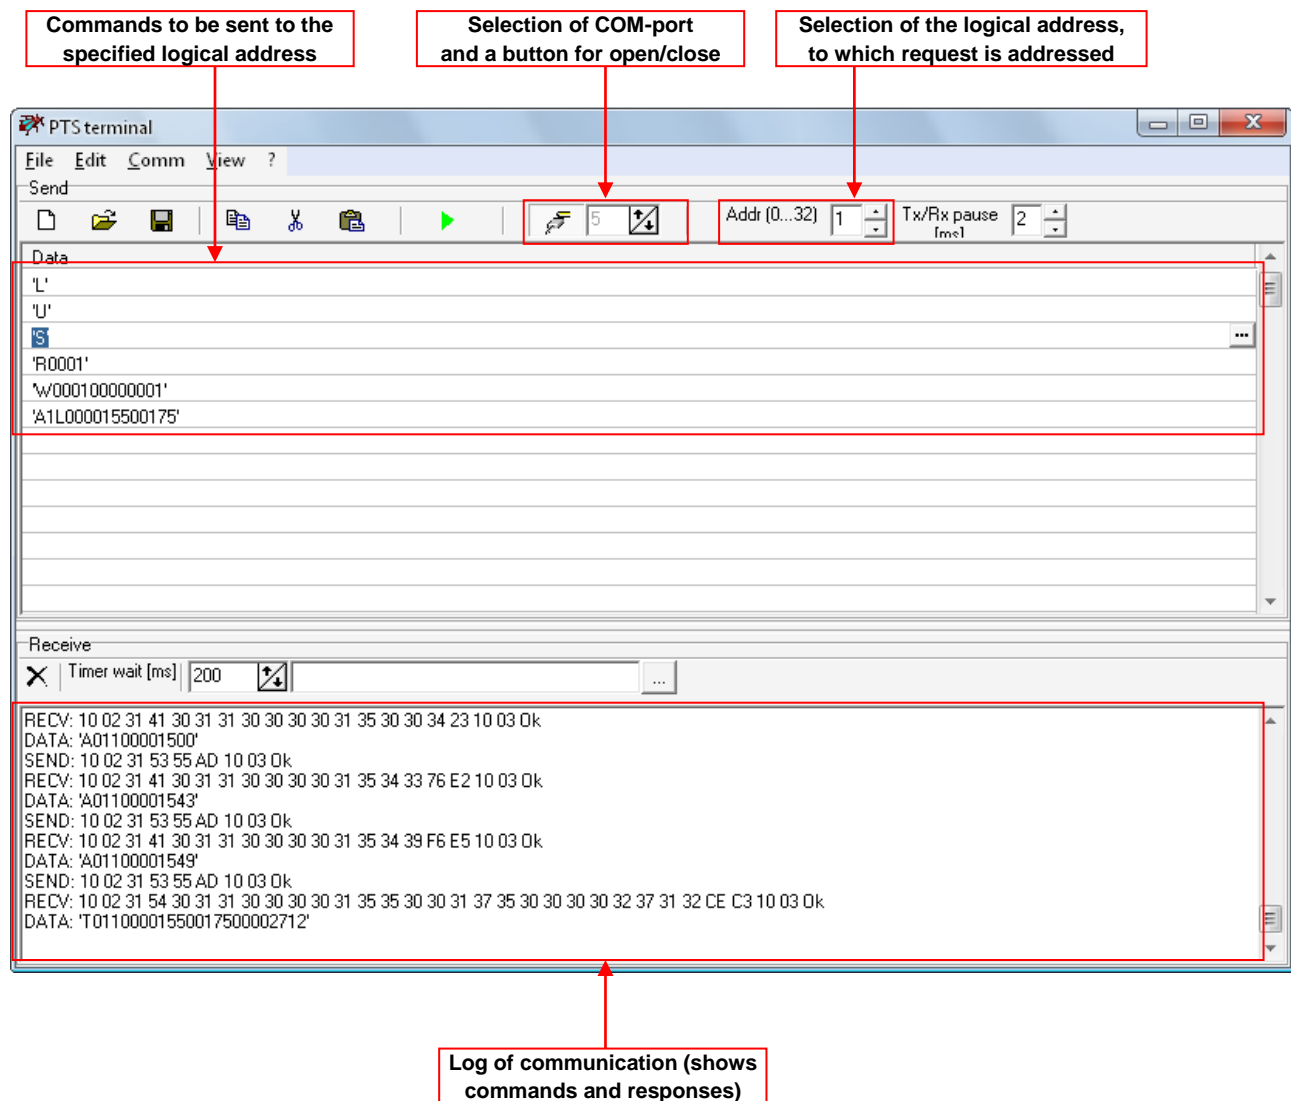 Commands to be sent to the
specified logical address
Selection of COM-port
and a button for open/close
Selection of the logical address,
to which request is addressed
PTS terminal
File Edit Comm View ?
Send
5 Addr (0...32) 1 Tx/Rx pause [ms] 2
Data
'L'
'U'
'S'
'R0001'
'W000100000001'
'A1L000015500175'
Receive
Timer wait [ms] 200 ...
RECV: 10 02 31 41 30 31 31 30 30 30 30 31 35 30 30 34 23 10 03 Ok
DATA: 'A01100001500'
SEND: 10 02 31 53 55 AD 10 03 Ok
RECV: 10 02 31 41 30 31 31 30 30 30 30 31 35 34 33 76 E2 10 03 Ok
DATA: 'A01100001543'
SEND: 10 02 31 53 55 AD 10 03 Ok
RECV: 10 02 31 41 30 31 31 30 30 30 30 31 35 34 39 F6 E5 10 03 Ok
DATA: 'A01100001549'
SEND: 10 02 31 53 55 AD 10 03 Ok
RECV: 10 02 31 54 30 31 31 30 30 30 30 31 35 35 30 30 31 37 35 30 30 30 30 32 37 31 32 CE C3 10 03 Ok
DATA: 'T01100001550017500002712'
Log of communication (shows
commands and responses)